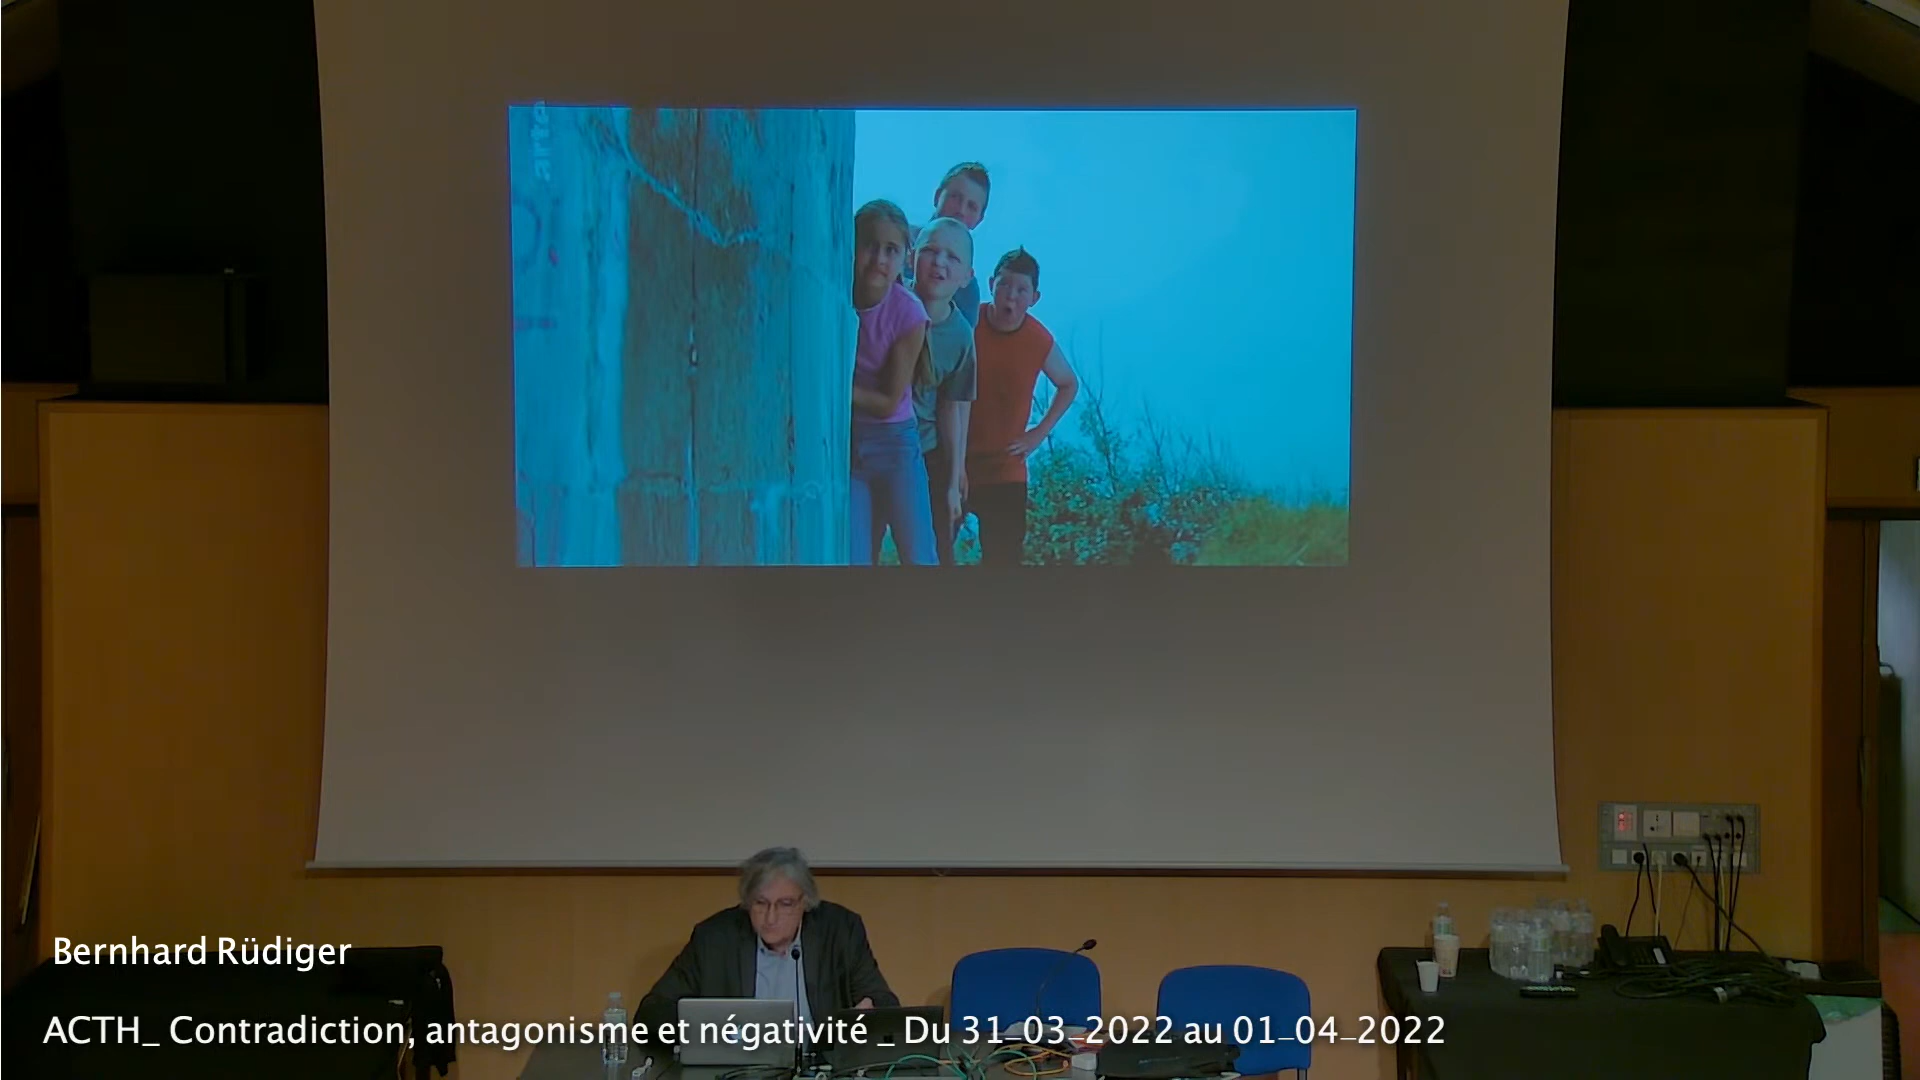 arte
Bernhard Rüdiger
ACTH_ Contradiction, antagonisme et négativité _ Du 31-03-2022 au 01-04-2022